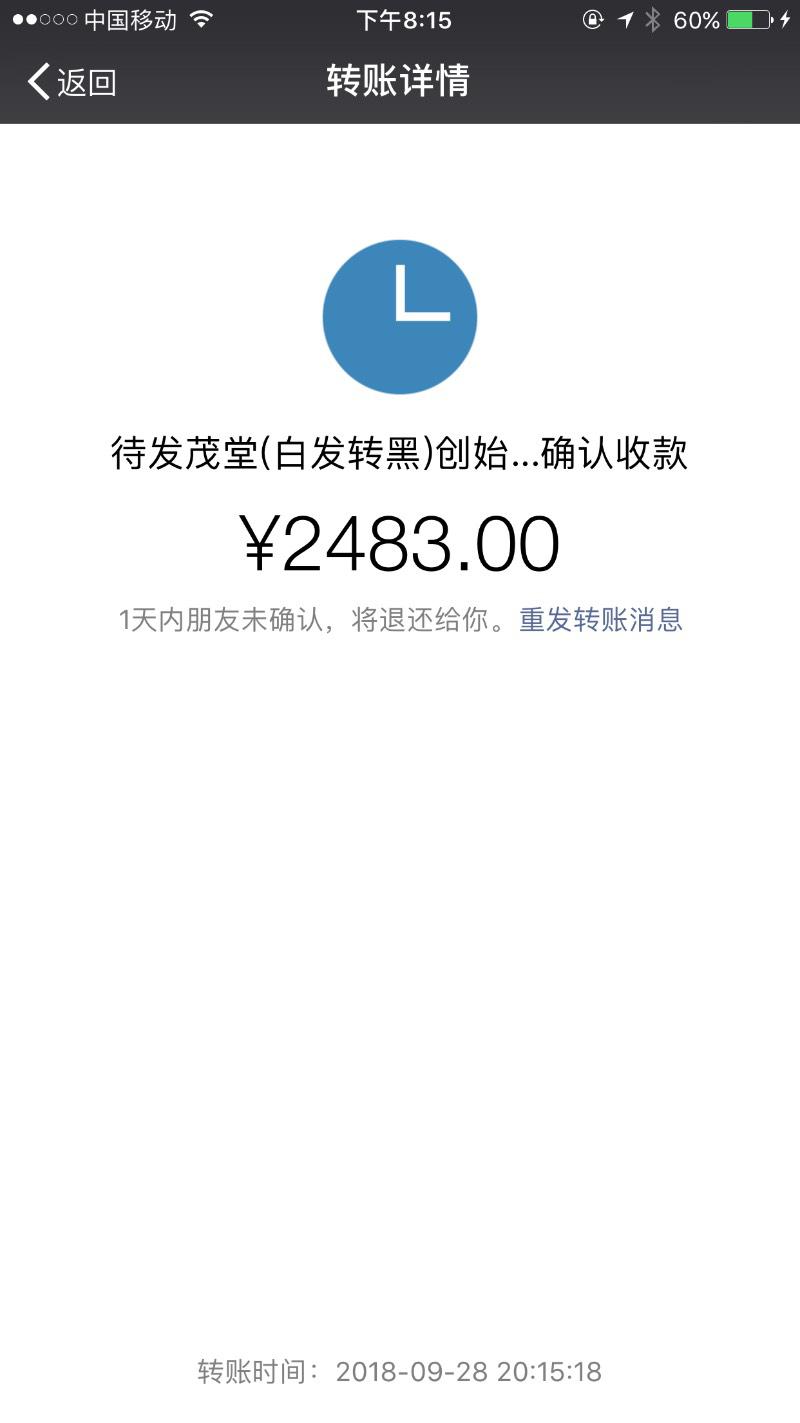 中国移动 下午8:15 60%
返回 转账详情
待发茂堂(白发转黑)创始...确认收款
¥2483.00
1天内朋友未确认，将退还给你。重发转账消息
转账时间：2018-09-28 20:15:18